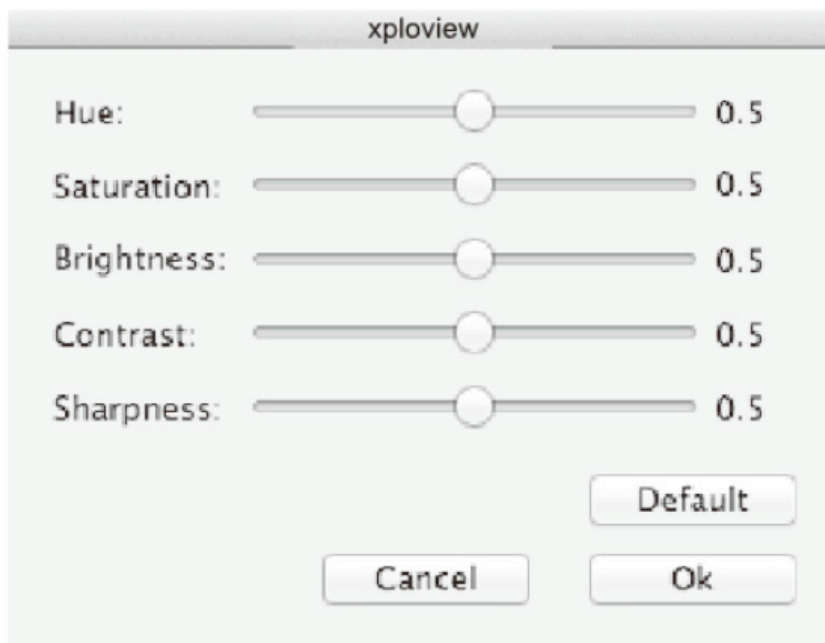 xploview
Hue: 0.5
Saturation: 0.5
Brightness: 0.5
Contrast: 0.5
Sharpness: 0.5
Default
Cancel Ok